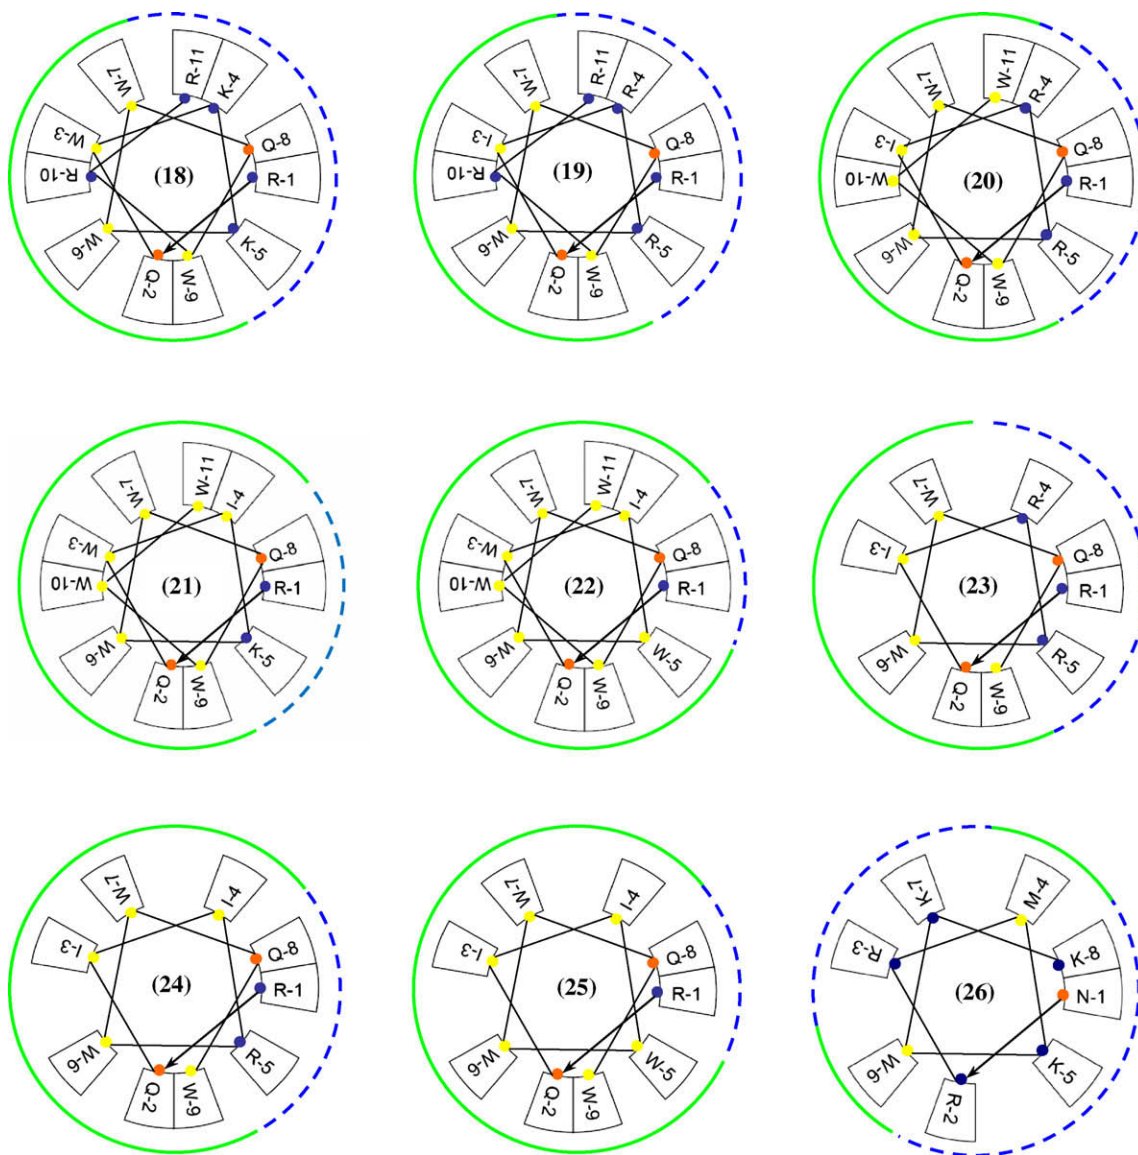 W-7 R-11 K-4
W-3 Q-8
R-10 (18) R-1
W-6 K-5
Q-2 W-9
W-7 R-11 R-4
I-3 Q-8
R-10 (19) R-1
W-6 R-5
Q-2 W-9
W-7 W-11 R-4
I-3 Q-8
W-10 (20) R-1
W-6 R-5
Q-2 W-9
W-7 W-11 I-4
W-3 Q-8
W-10 (21) R-1
W-6 K-5
Q-2 W-9
W-7 W-11 I-4
W-3 Q-8
W-10 (22) R-1
W-6 W-5
Q-2 W-9
W-7 R-4
I-3 Q-8
(23) R-1
W-6 R-5
Q-2 W-9
W-7 I-4
I-3 Q-8
(24) R-1
W-6 R-5
Q-2 W-9
W-7 I-4
I-3 Q-8
(25) R-1
W-6 W-5
Q-2 W-9
K-7 M-4
R-3 K-8
(26) N-1
W-6 K-5
R-2